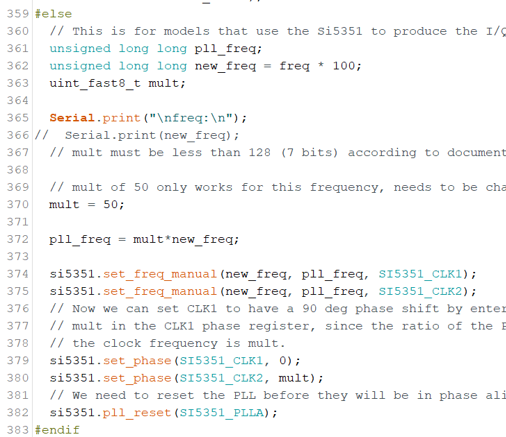 359 #else
360 // This is for models that use the Si5351 to produce the I/Q
361 unsigned long long pll_freq;
362 unsigned long long new_freq = freq * 100;
363 uint_fast8_t mult;
364
365 Serial.print("\nfreq:\n");
366 // Serial.print(new_freq);
367 // mult must be less than 128 (7 bits) according to document
368
369 // mult of 50 only works for this frequency, needs to be cha
370 mult = 50;
371
372 pll_freq = mult*new_freq;
373
374 si5351.set_freq_manual(new_freq, pll_freq, SI5351_CLK1);
375 si5351.set_freq_manual(new_freq, pll_freq, SI5351_CLK2);
376 // Now we can set CLK1 to have a 90 deg phase shift by enter
377 // mult in the CLK1 phase register, since the ratio of the P
378 // the clock frequency is mult.
379 si5351.set_phase(SI5351_CLK1, 0);
380 si5351.set_phase(SI5351_CLK2, mult);
381 // We need to reset the PLL before they will be in phase ali
382 si5351.pll_reset(SI5351_PLLA);
383 #endif